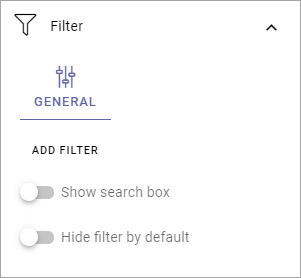 Filter
GENERAL
ADD FILTER
Show search box
Hide filter by default